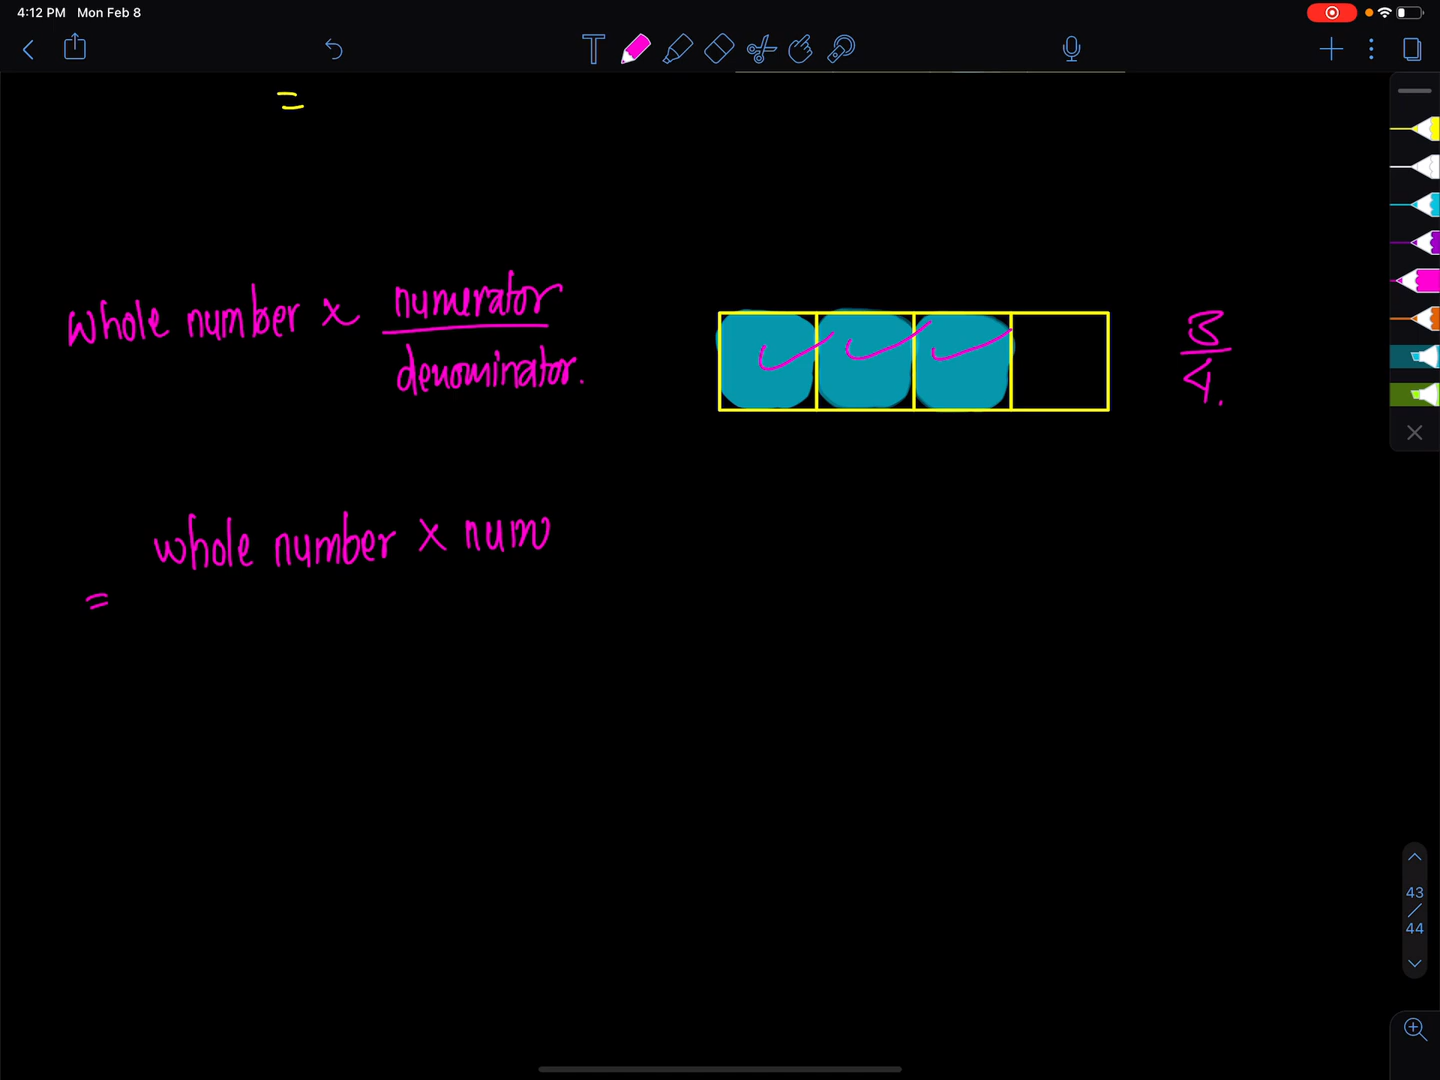 4:12 PM Mon Feb 8
=
whole number × numerator
denominator.
3
4.
whole number × num
=
43
/
44